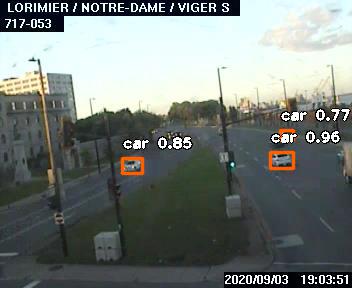 LORIMIER / NOTRE-DAME / VIGER S
717-053
car 0.77
car 0.96
car 0.85
2020/09/03 19:03:51